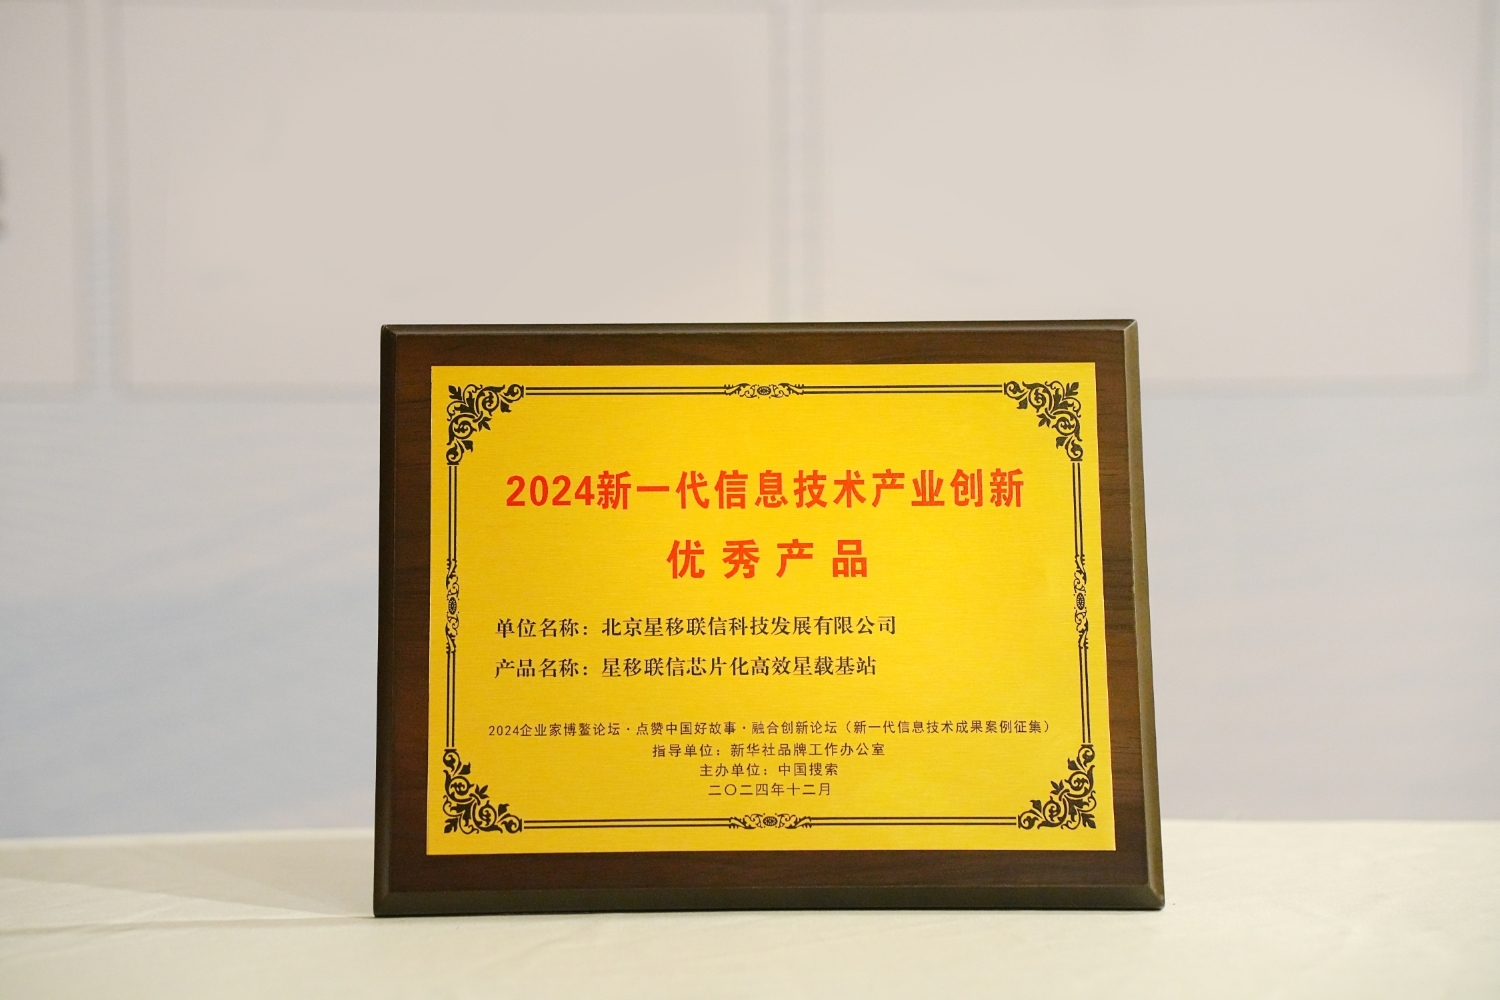 2024新一代信息技术产业创新
优秀产品
单位名称：北京星移联信科技发展有限公司
产品名称：星移联信芯片化高效星载基站
2024企业家博鳌论坛·点赞中国好故事·融合创新论坛（新一代信息技术成果案例征集）
指导单位：新华社品牌工作办公室
主办单位：中国搜索
二〇二四年十二月